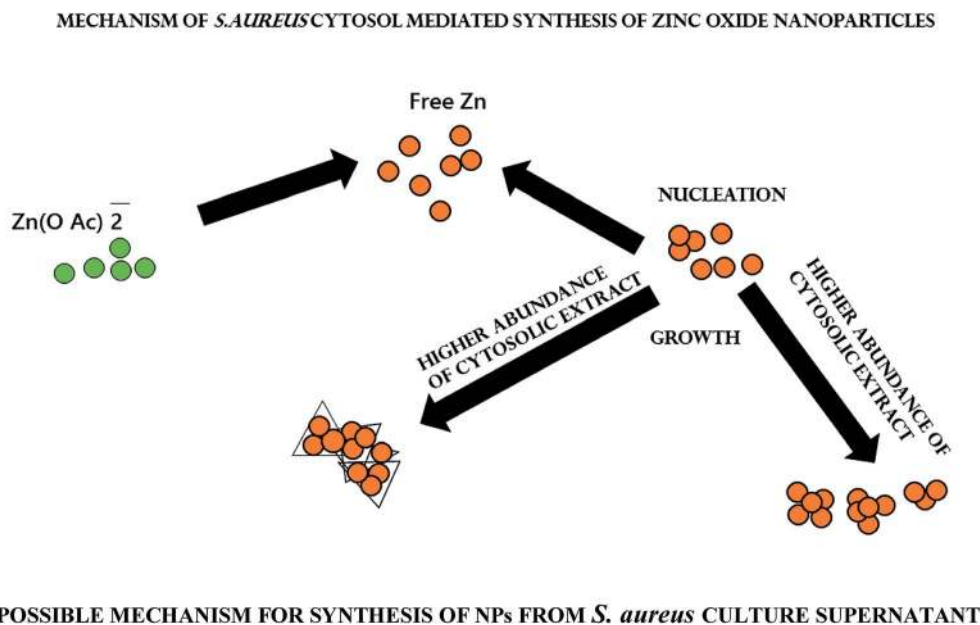 MECHANISM OF S.AUREUS CYTOSOL MEDIATED SYNTHESIS OF ZINC OXIDE NANOPARTICLES
Free Zn
Zn(O Ac) 2̅
NUCLEATION
HIGHER ABUNDANCE
OF CYTOSOLIC EXTRACT
GROWTH
HIGHER ABUNDANCE OF
CYTOSOLIC EXTRACT
POSSIBLE MECHANISM FOR SYNTHESIS OF NPs FROM S. aureus CULTURE SUPERNATANT